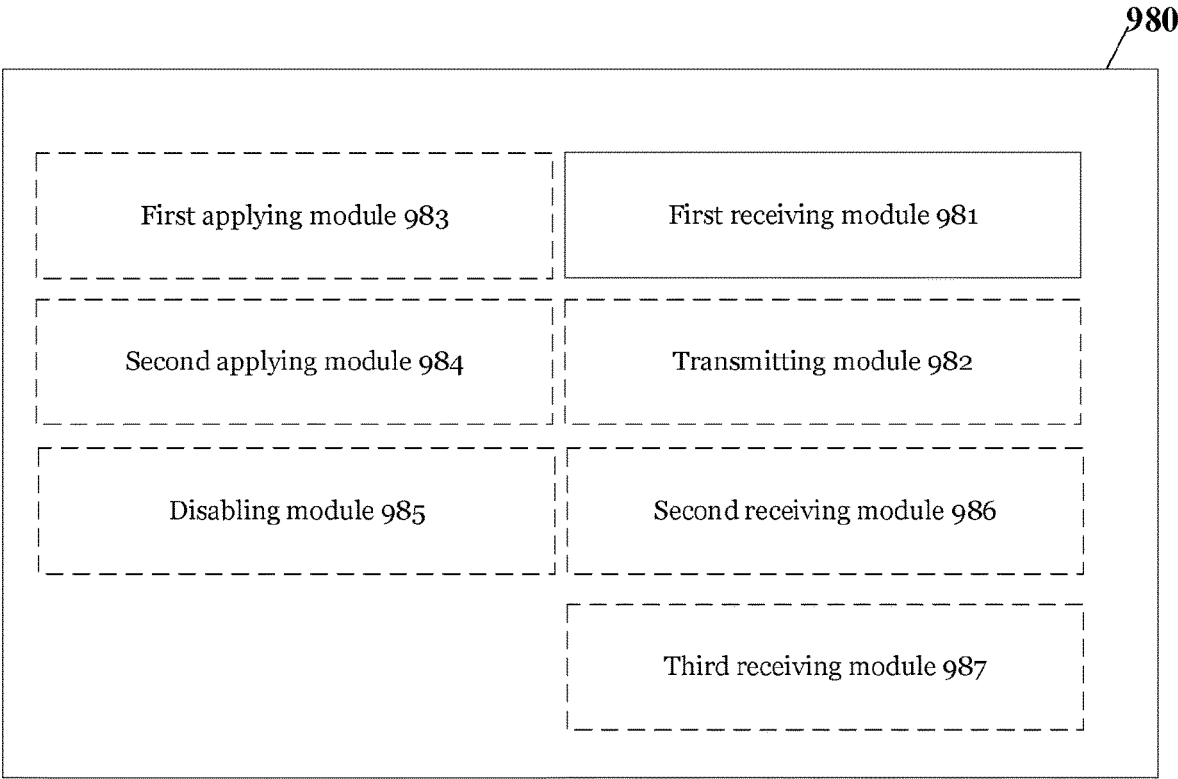 980
First applying module 983
First receiving module 981
Second applying module 984
Transmitting module 982
Disabling module 985
Second receiving module 986
Third receiving module 987